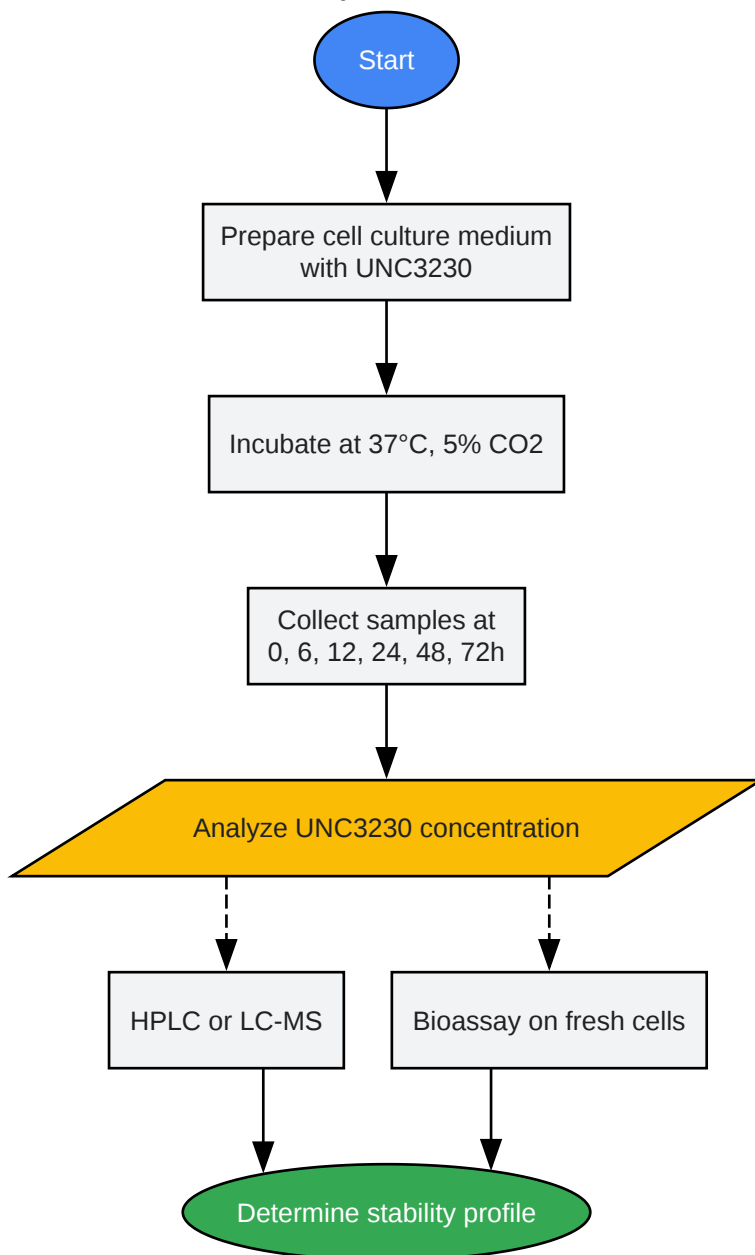 Start
Prepare cell culture medium
with UNC3230
Incubate at 37°C, 5% CO2
Collect samples at
0, 6, 12, 24, 48, 72h
Analyze UNC3230 concentration
HPLC or LC-MS
Bioassay on fresh cells
Determine stability profile